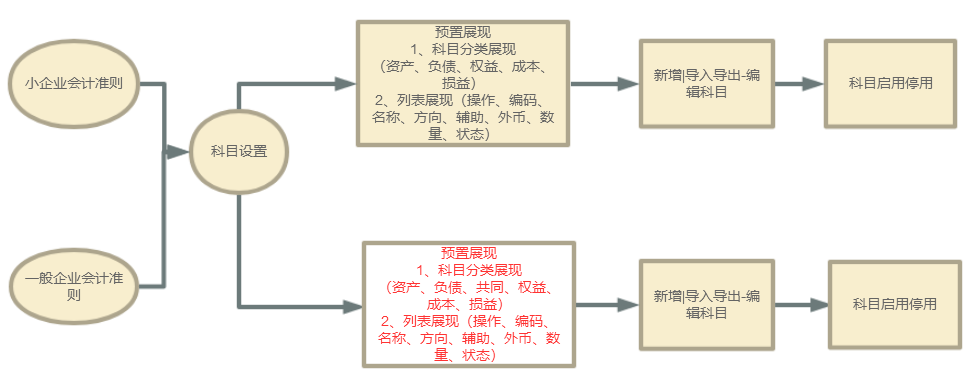 小企业会计准则
一般企业会计准
则
科目设置
预置展现
1、科目分类展现
（资产、负债、权益、成本、
损益）
2、列表展现（操作、编码、
名称、方向、辅助、外币、数
量、状态）
新增|导入导出-编
辑科目
科目启用停用
预置展现
1、科目分类展现
（资产、负债、共同、权益、
成本、损益）
2、列表展现（操作、编码、
名称、方向、辅助、外币、数
量、状态）
新增|导入导出-编
辑科目
科目启用停用